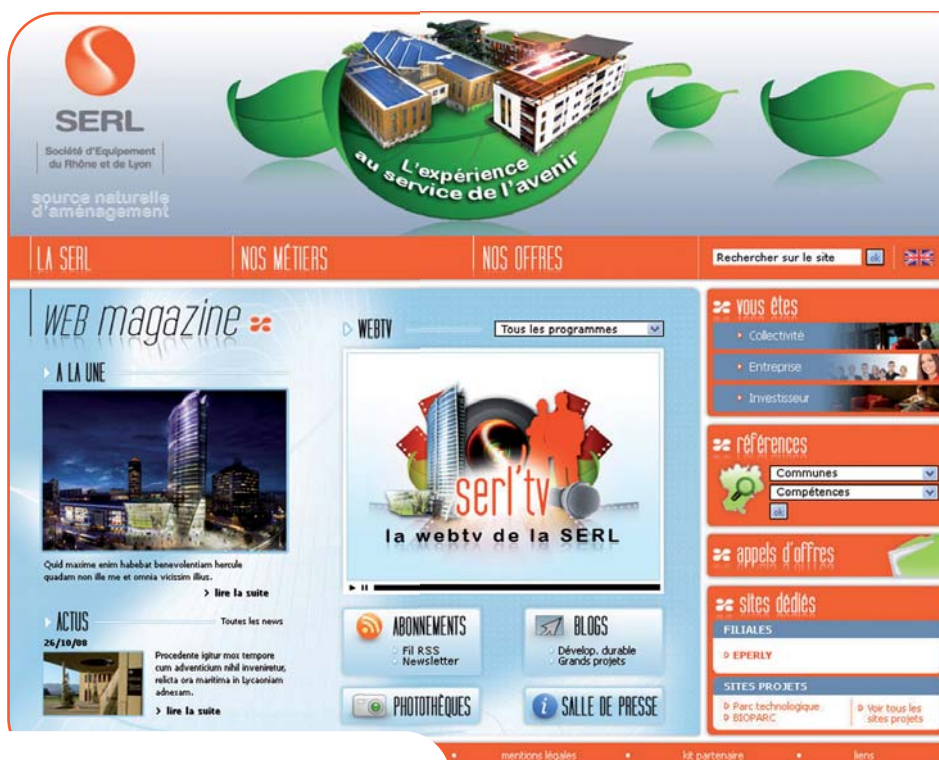 SERL
Société d'Equipement
du Rhône et de Lyon
source naturelle
d'aménagement
L'expérience
au service de l'avenir
LA SERL
NOS MÉTIERS
NOS OFFRES
Rechercher sur le site
ok
WEB magazine
A LA UNE
Quid maxime enim habebat benevolentiam hercule
quadam non ille me et omnia vicissim illius.
> lire la suite
ACTUS
Toutes les news
26/10/08
Procedente igitur mox tempore
cum adventicium nihil inveniretur,
relicta ora maritima in Lycaoniam
adnexam.
> lire la suite
WEBTV
Tous les programmes
serl'tv
la webtv de la SERL
ABONNEMENTS
Fil RSS
Newsletter
BLOGS
Dévelop. durable
Grands projets
PHOTOTHÈQUES
SALLE DE PRESSE
vous êtes
Collectivité
Entreprise
Investisseur
références
Communes
Compétences
ok
appels d'offres
sites dédiés
FILIALES
EPERLY
SITES PROJETS
Parc technologique
BIOPARC
Voir tous les
sites projets
mentions légales
kit partenaire
liens